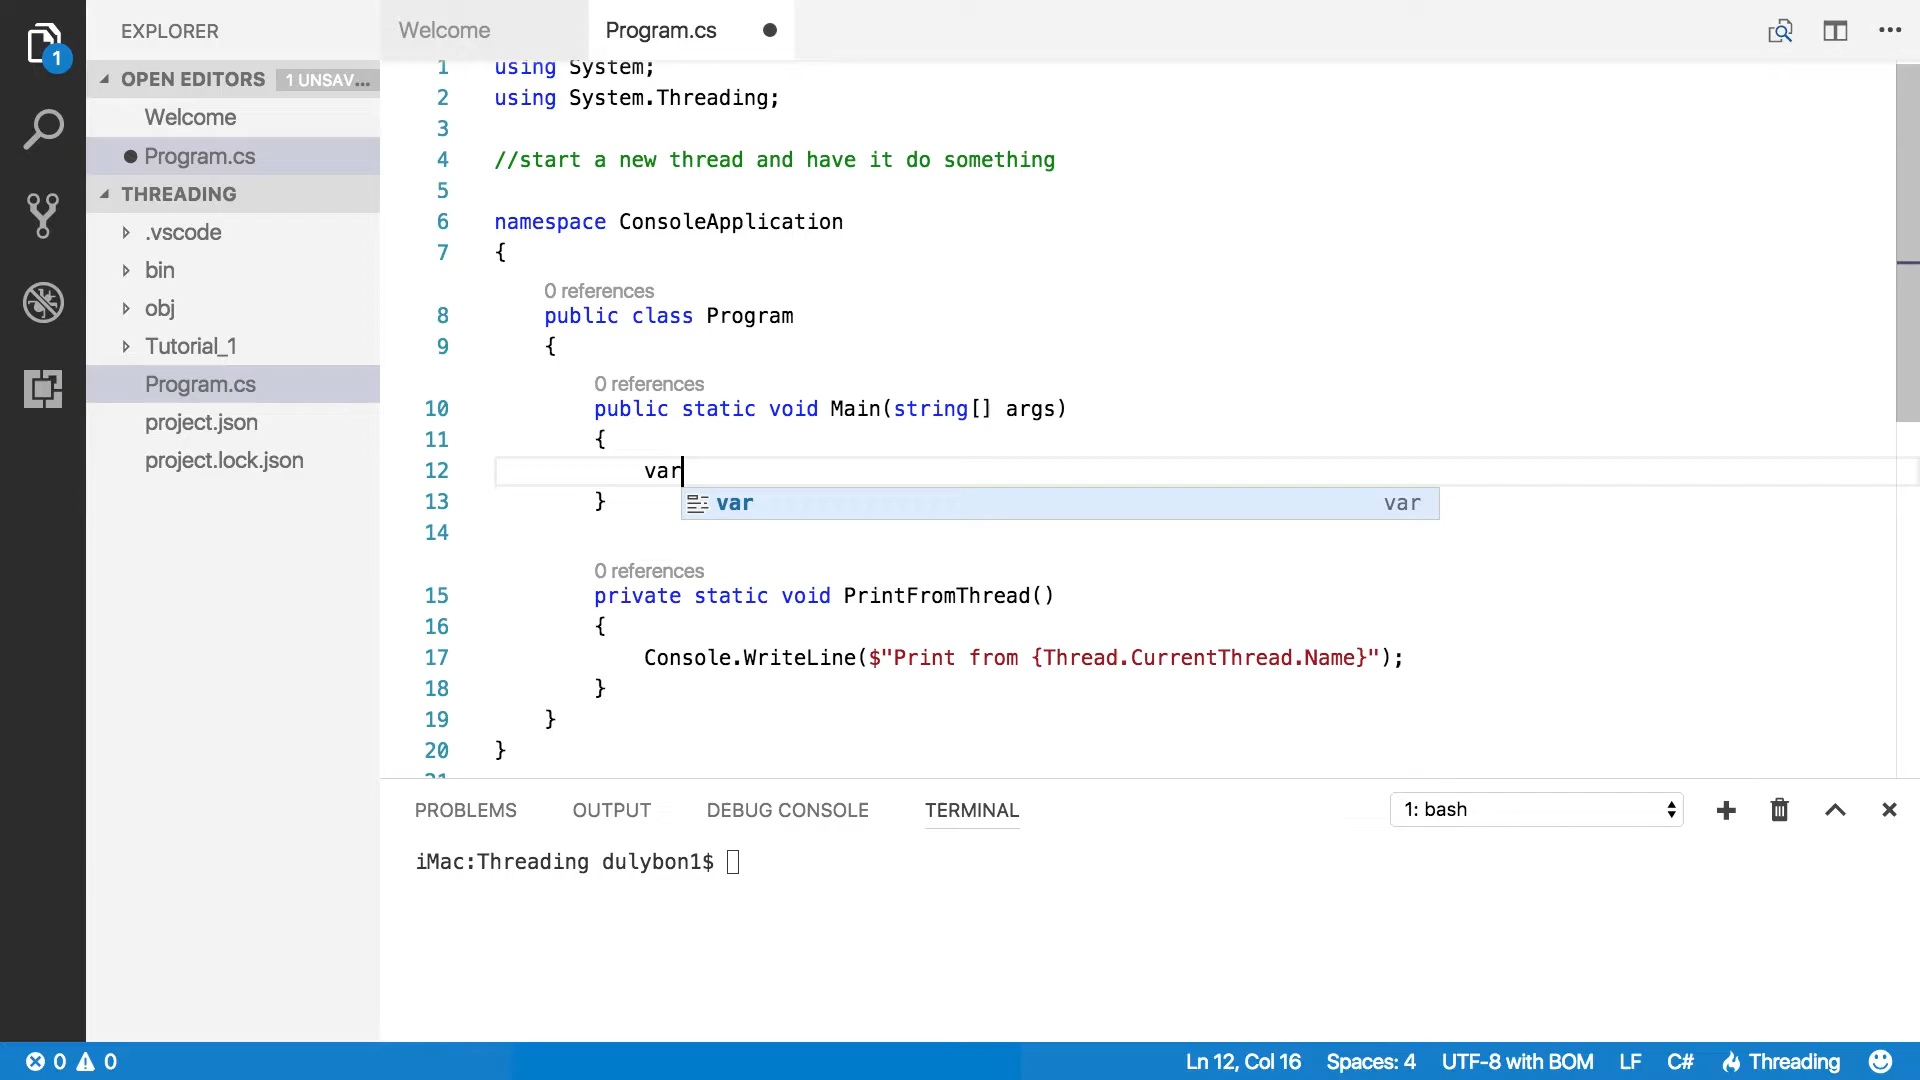 EXPLORER
Welcome
Program.cs
1
OPEN EDITORS
1 UNSAV...
Welcome
Program.cs
THREADING
.vscode
bin
obj
Tutorial_1
Program.cs
project.json
project.lock.json
1 using System;
2 using System.Threading;
3
4 //start a new thread and have it do something
5
6 namespace ConsoleApplication
7 {
0 references
8 public class Program
9 {
0 references
10 public static void Main(string[] args)
11 {
12 var
var var
13 }
14
0 references
15 private static void PrintFromThread()
16 {
17 Console.WriteLine($"Print from {Thread.CurrentThread.Name}");
18 }
19 }
20 }
21
PROBLEMS OUTPUT DEBUG CONSOLE TERMINAL 1: bash
iMac:Threading dulybon1$
0 0 Ln 12, Col 16 Spaces: 4 UTF-8 with BOM LF C# Threading